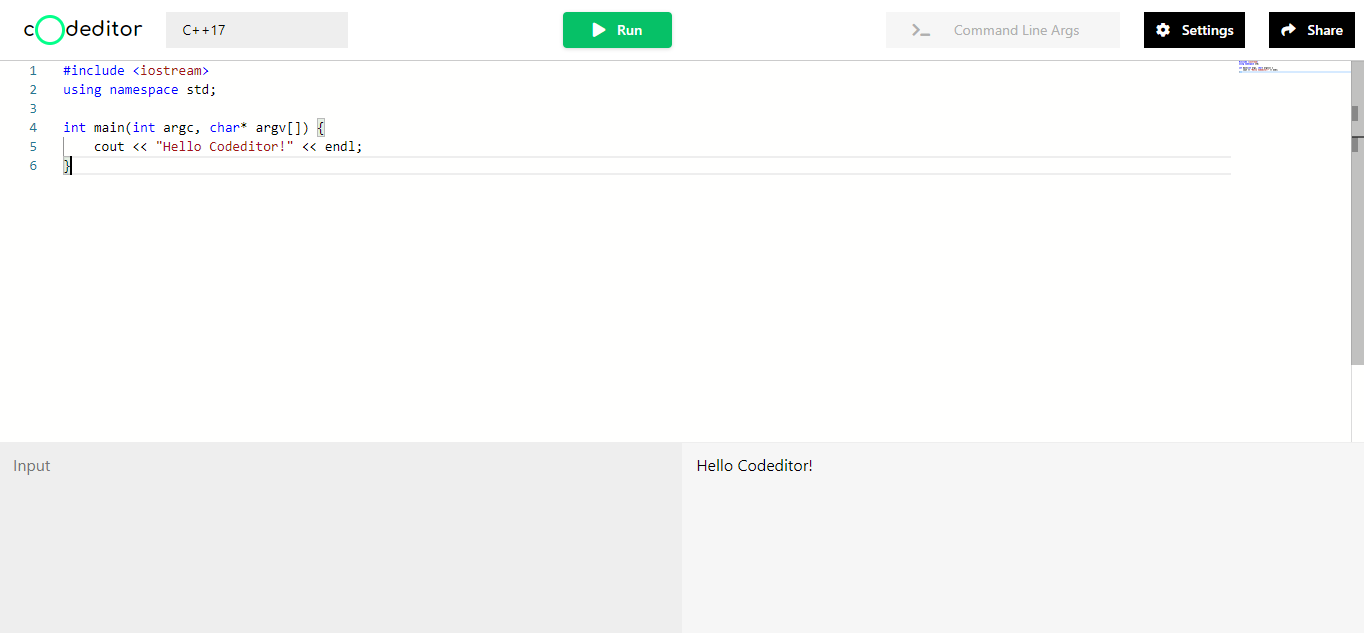 codeditor
C++17
Run
Command Line Args
Settings
Share
1 #include <iostream>
2 using namespace std;
3
4 int main(int argc, char* argv[]) {
5     cout << "Hello Codeditor!" << endl;
6 }
Input
Hello Codeditor!